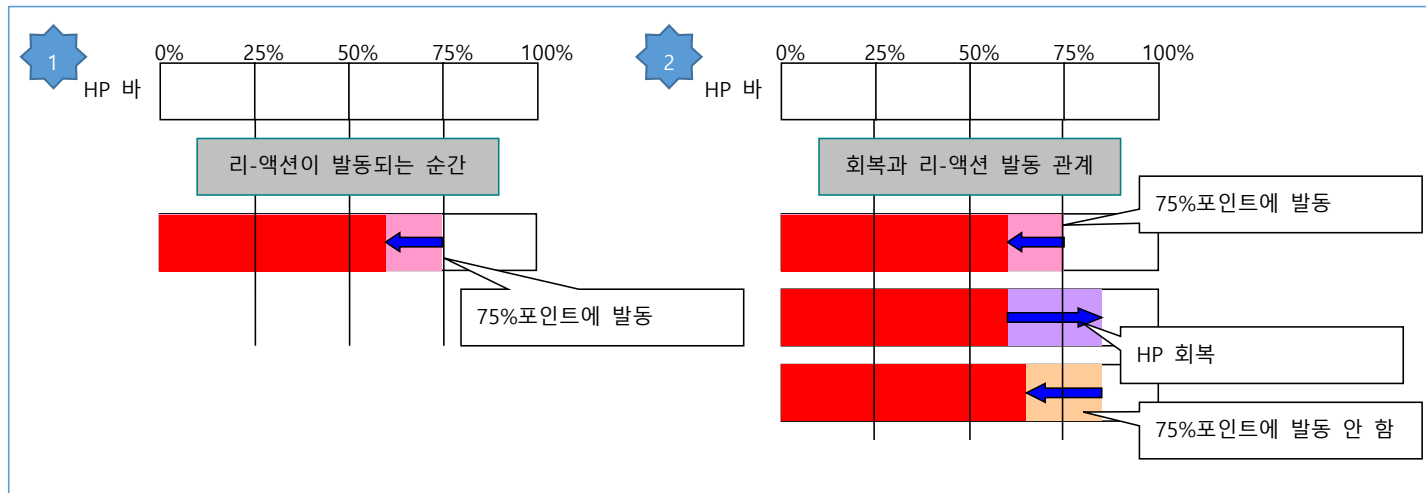 1
0% 25% 50% 75% 100%
HP 바
리-액션이 발동되는 순간
75%포인트에 발동
2
0% 25% 50% 75% 100%
HP 바
회복과 리-액션 발동 관계
75%포인트에 발동
HP 회복
75%포인트에 발동 안 함